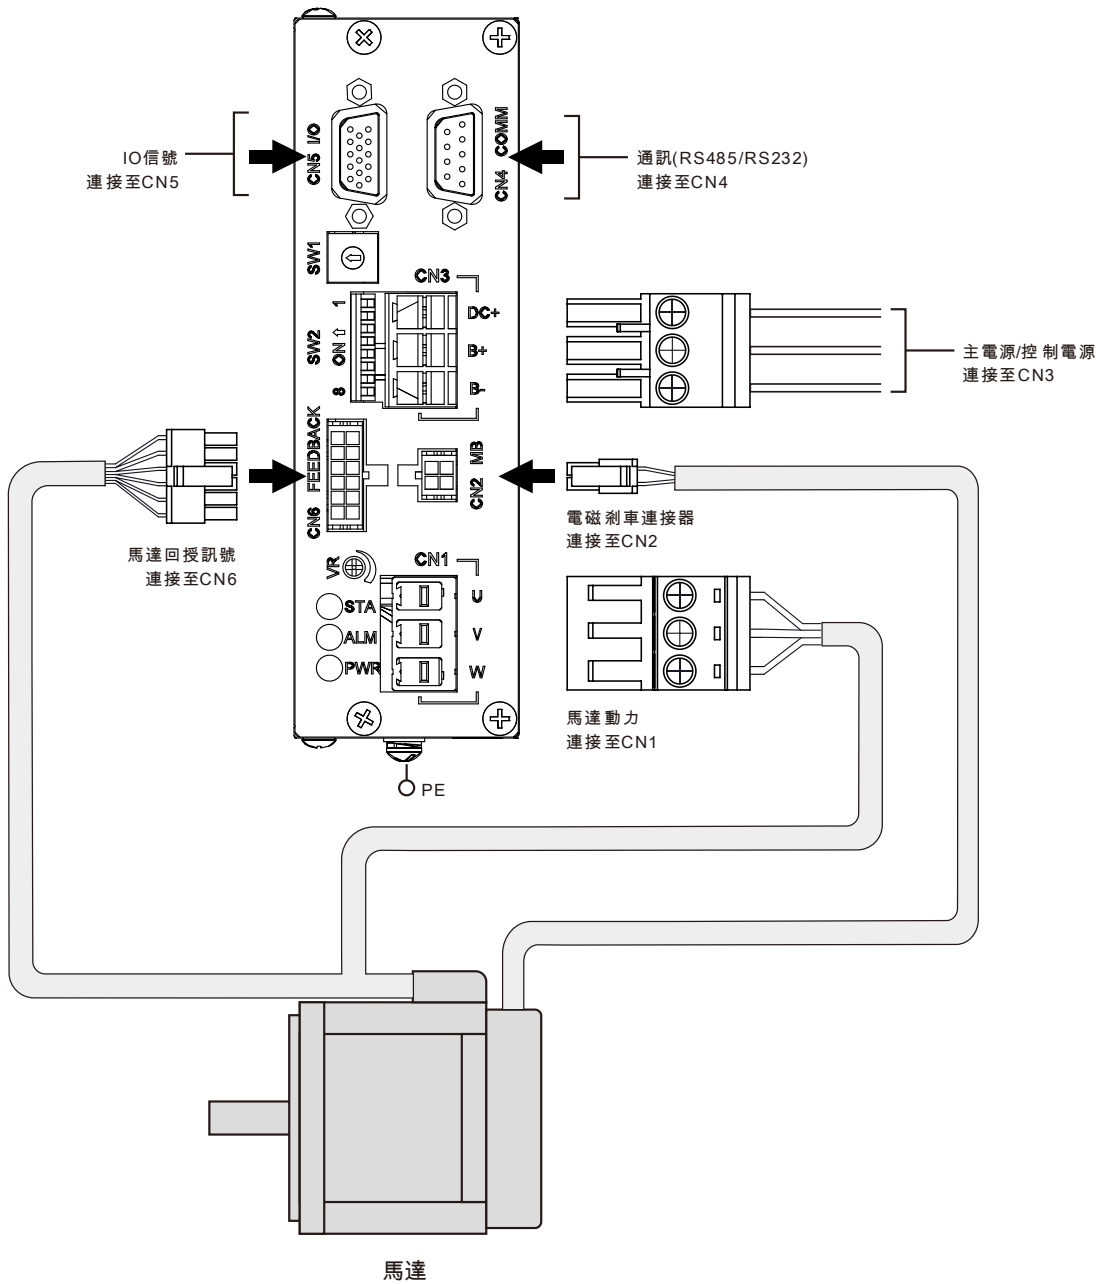 CN5 I/O
CN4 COMM
IO信號
連接至CN5
通訊(RS485/RS232)
連接至CN4
SW1
CN3
1
DC+
SW2
ON
B+
8
B-
主電源/控制電源
連接至CN3
CN6 FEEDBACK
CN2 MB
馬達回授訊號
連接至CN6
電磁剎車連接器
連接至CN2
VR
CN1
U
STA
V
ALM
W
PWR
馬達動力
連接至CN1
PE
馬達